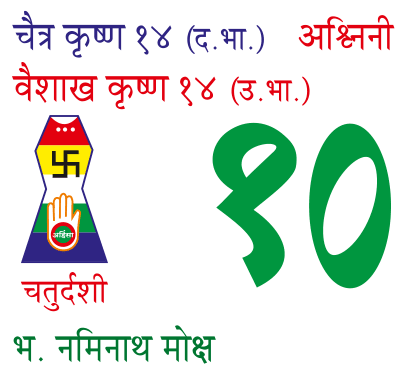 चैत्र कृष्ण १४ (द.भा.) अश्विनी
वैशाख कृष्ण १४ (उ.भा.)
१०
अहिंसा
चतुर्दशी
भ. नमिनाथ मोक्ष